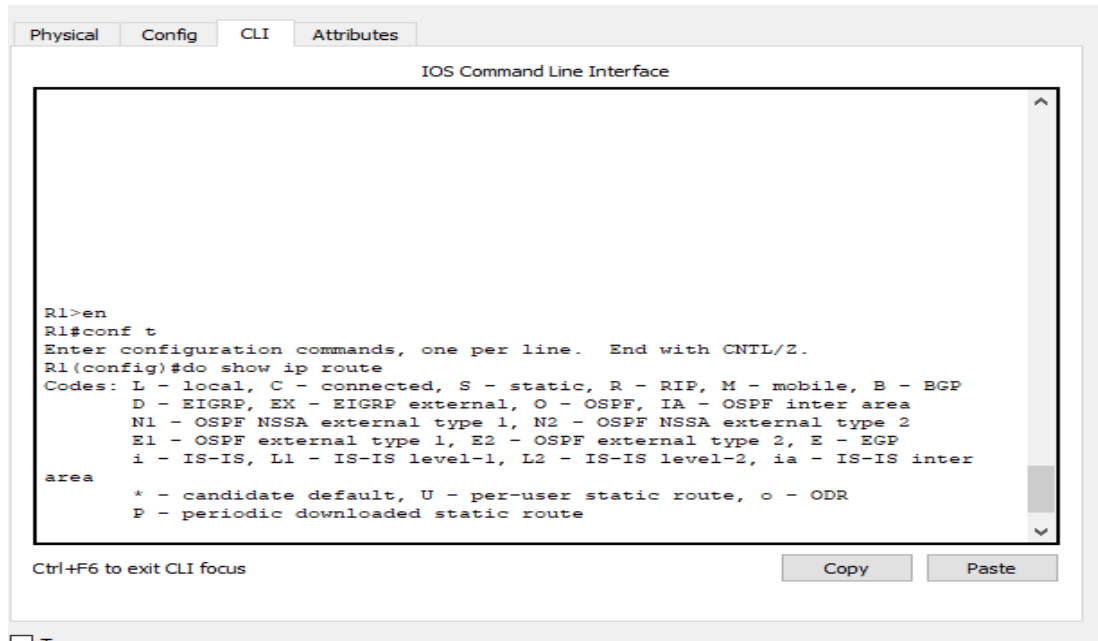 Physical Config CLI Attributes
IOS Command Line Interface
R1>en
R1#conf t
Enter configuration commands, one per line.  End with CNTL/Z.
R1(config)#do show ip route
Codes: L - local, C - connected, S - static, R - RIP, M - mobile, B - BGP
D - EIGRP, EX - EIGRP external, O - OSPF, IA - OSPF inter area
N1 - OSPF NSSA external type 1, N2 - OSPF NSSA external type 2
E1 - OSPF external type 1, E2 - OSPF external type 2, E - EGP
i - IS-IS, L1 - IS-IS level-1, L2 - IS-IS level-2, ia - IS-IS inter
area
* - candidate default, U - per-user static route, o - ODR
P - periodic downloaded static route
Ctrl+F6 to exit CLI focus
Copy Paste